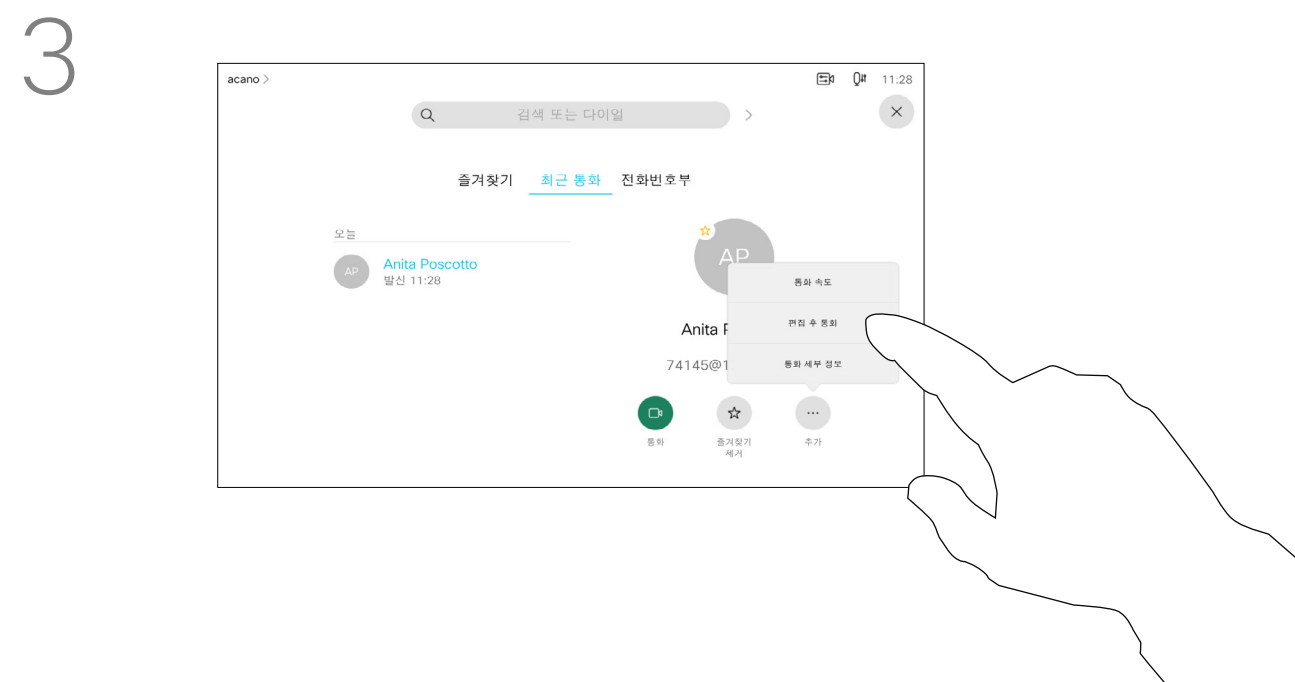 3
acano >
11:28
검색 또는 다이얼
즐겨찾기 최근 통화 전화번호부
오늘
AP
Anita Poscotto
발신 11:28
AP
통화 속도
편집 후 통화
통화 세부 정보
Anita
74145@1
통화
즐겨찾기
제거
추가